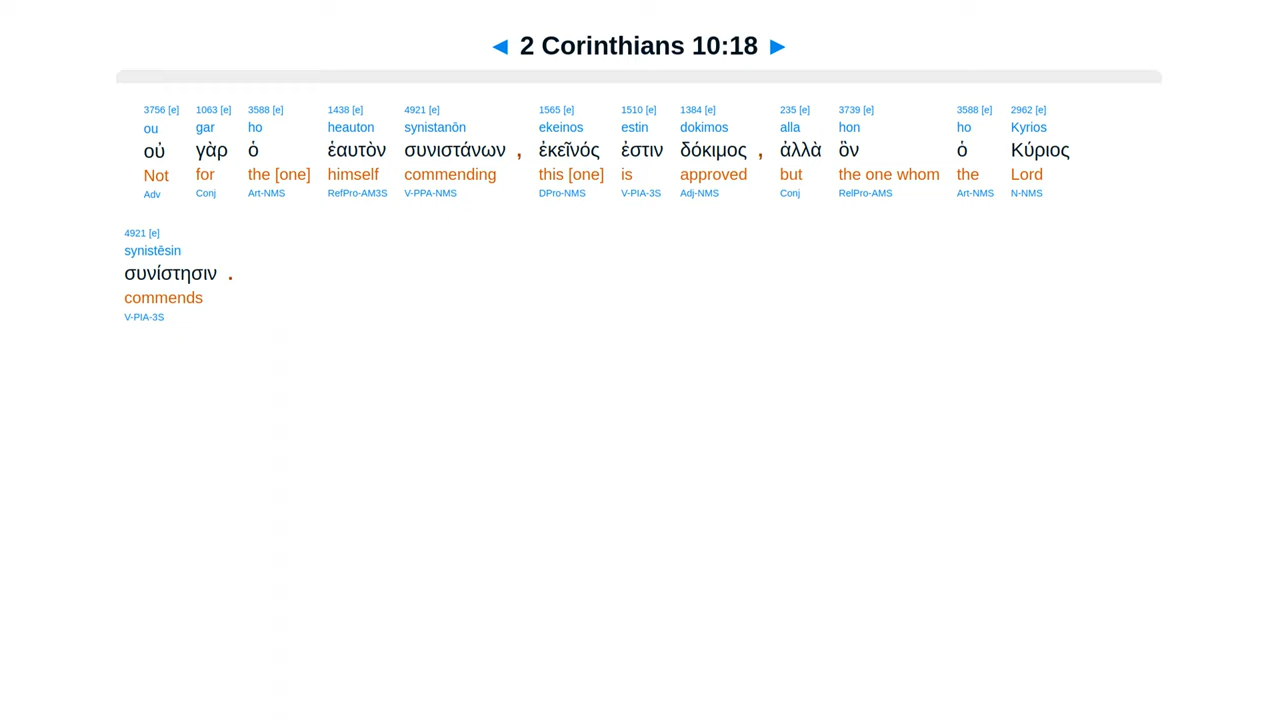 ◄ 2 Corinthians 10:18 ►
3756 [e] 1063 [e] 3588 [e] 1438 [e] 4921 [e] 1565 [e] 1510 [e] 1384 [e] 235 [e] 3739 [e] 3588 [e] 2962 [e]
ou gar ho heauton synistanōn ekeinos estin dokimos alla hon ho Kyrios
οὐ γὰρ ὁ ἑαυτὸν συνιστάνων , ἐκεῖνός ἐστιν δόκιμος , ἀλλὰ ὃν ὁ Κύριος
Not for the [one] himself commending this [one] is approved but the one whom the Lord
Adv Conj Art-NMS RefPro-AM3S V-PPA-NMS DPro-NMS V-PIA-3S Adj-NMS Conj RelPro-AMS Art-NMS N-NMS
4921 [e]
synistēsin
συνίστησιν .
commends
V-PIA-3S